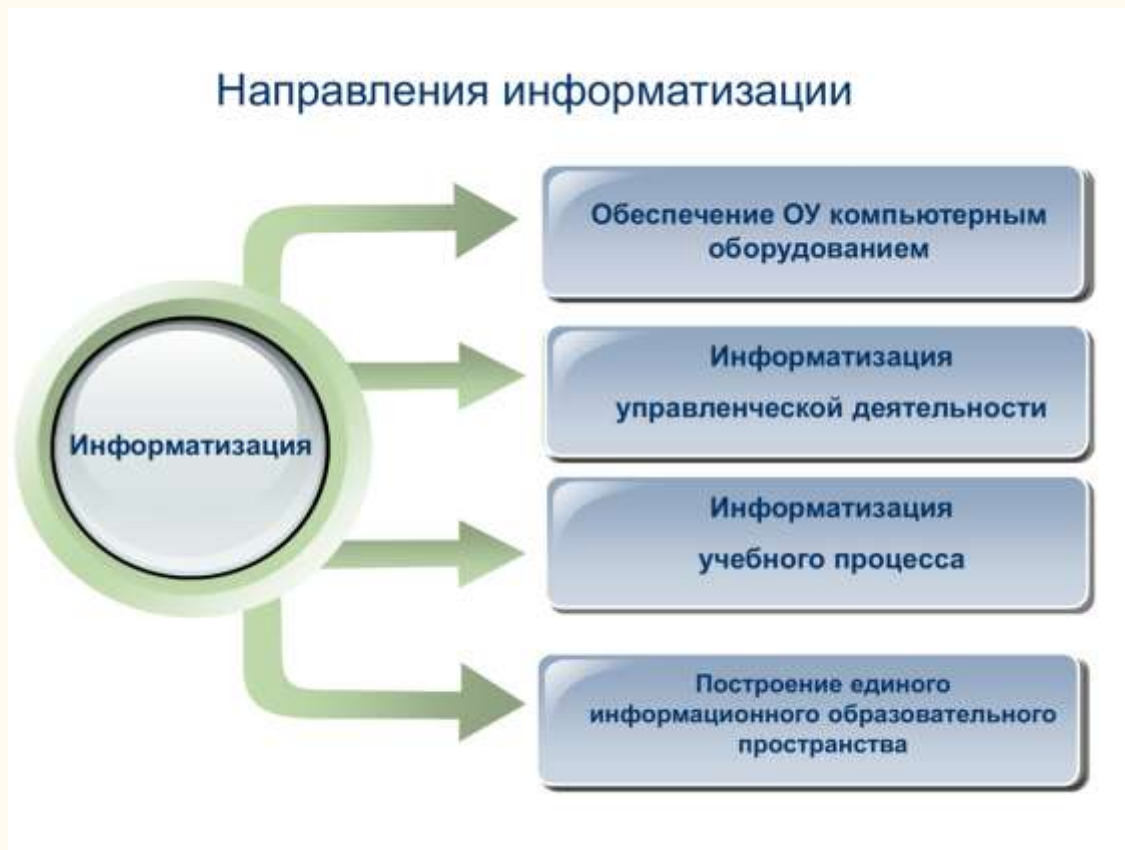 Направления информатизации
Обеспечение ОУ компьютерным
оборудованием
Информатизация
управленческой деятельности
Информатизация
Информатизация
учебного процесса
Построение единого
информационного образовательного
пространства